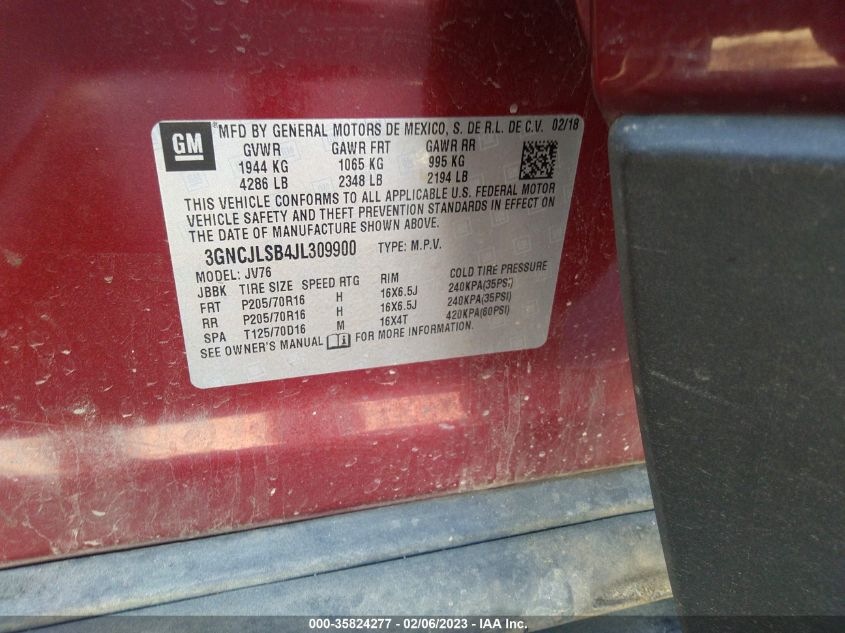 GM ® MFD BY GENERAL MOTORS DE MEXICO, S. DE R.L. DE C.V. 02/18
GVWR GAWR FRT GAWR RR
1944 KG 1065 KG 995 KG
4286 LB 2348 LB 2194 LB
THIS VEHICLE CONFORMS TO ALL APPLICABLE U.S. FEDERAL MOTOR
VEHICLE SAFETY AND THEFT PREVENTION STANDARDS IN EFFECT ON
THE DATE OF MANUFACTURE SHOWN ABOVE.
3GNCJLSB4JL309900 TYPE: M.P.V.
MODEL: JV76
JBBK TIRE SIZE SPEED RTG RIM COLD TIRE PRESSURE
FRT P205/70R16 H 16X6.5J 240KPA(35PSI)
RR P205/70R16 H 16X6.5J 240KPA(35PSI)
SPA T125/70D16 M 16X4T 420KPA(60PSI)
SEE OWNER'S MANUAL i FOR MORE INFORMATION.
000-35824277 - 02/06/2023 - IAAI.COM